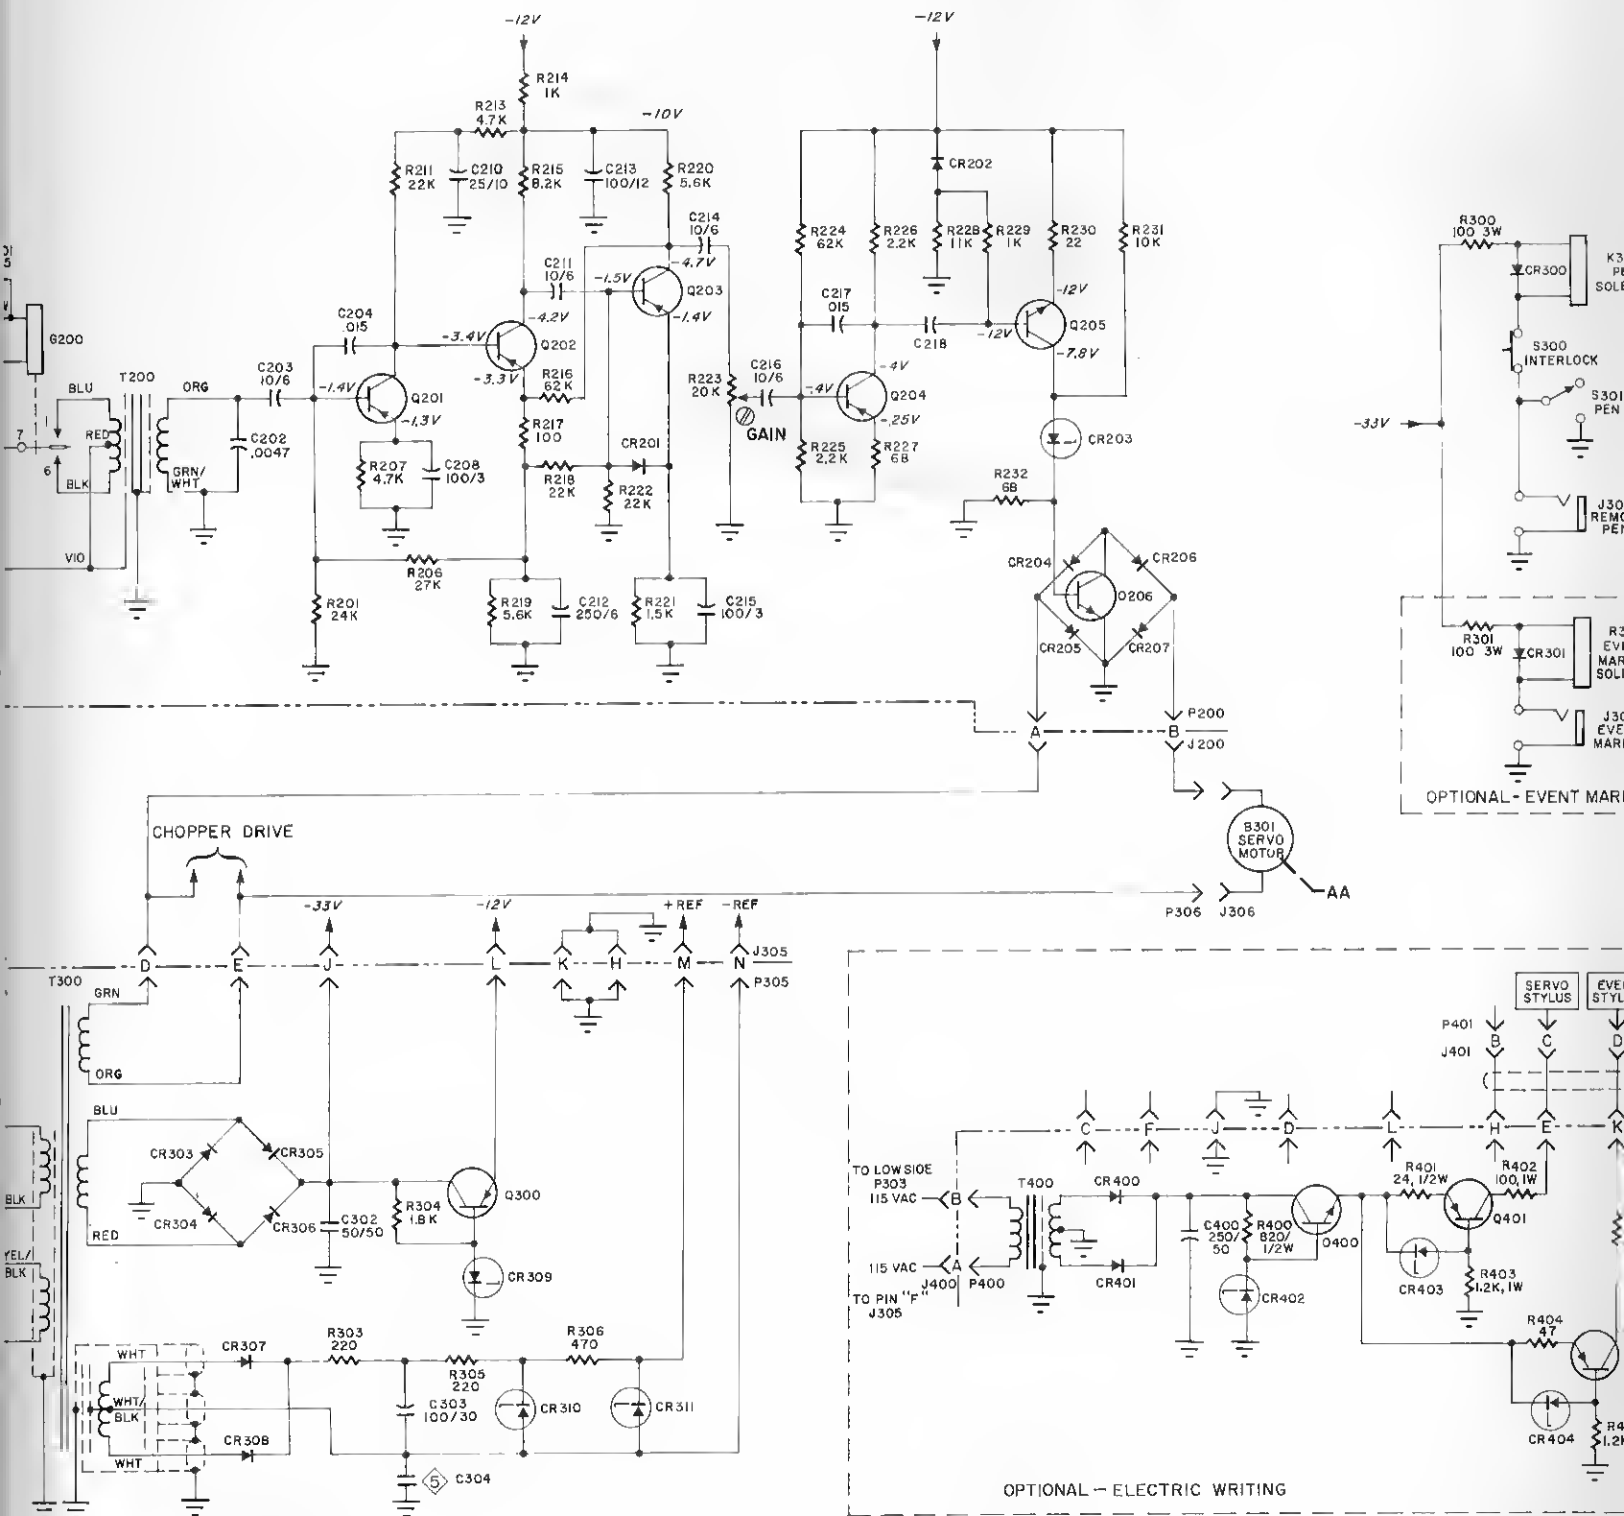 -12V
-12V
R214
1K
R213
4.7K
-10V
R211
22K
C210
25/10
R215
8.2K
C213
100/12
R220
5.6K
CR202
C214
10/6
R224
62K
R226
2.2K
R228
11K
R229
1K
R230
22
R231
10K
R300
100 3W
CR300
G200
C211
10/6
-1.5V
-4.7V
Q203
C217
.015
-12V
C204
.015
-4.2V
-3.4V
-1.4V
C218
-12V
Q205
-7.8V
Q202
-3.3V
S300
INTERLOCK
BLU
T200
ORG
C203
10/6
-1.4V
Q201
-1.3V
R216
62K
R223
20K
C216
10/6
-4V
-4V
Q204
-.25V
S301
PEN
1
7
RED
6
BLK
GRN/
WHT
C202
.0047
R217
100
GAIN
-33V
R207
4.7K
C208
100/3
R218
22K
CR201
R222
22K
R225
2.2K
R227
68
CR203
R232
68
VIO
R206
27K
R201
24K
R219
5.6K
C212
250/6
R221
1.5K
C215
100/3
CR204
CR206
Q206
CR205
CR207
R301
100 3W
CR301
A
B
P200
J200
OPTIONAL - EVENT
CHOPPER DRIVE
B301
SERVO
MOTOR
AA
P306
J306
-33V
-12V
+REF
-REF
D
E
J
L
K
H
M
N
J305
P305
T300
GRN
ORG
BLU
CR303
CR305
CR304
CR306
RED
C302
50/50
R304
1.8K
Q300
CR309
BLK
YEL/
BLK
WHT
WHT/
BLK
WHT
CR307
CR308
R303
220
R305
220
C303
100/30
R306
470
CR310
CR311
5
C304
SERVO
STYLUS
P401
J401
B
C
D
C
F
J
D
L
H
E
K
TO LOW SIDE
P303
115 VAC
B
115 VAC
A
J400
P400
TO PIN "F"
J305
T400
CR400
CR401
C400
250/
50
R400
820/
1/2W
Q400
CR402
R401
24, 1/2W
R402
100, 1W
Q401
CR403
R403
1.2K, 1W
R404
47
CR404
OPTIONAL - ELECTRIC WRITING